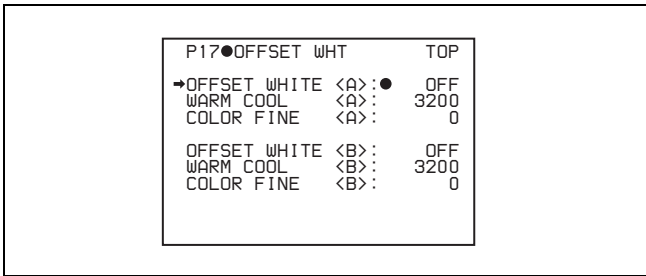 P17●OFFSET WHT TOP
➡OFFSET WHITE <A>:● OFF
WARM COOL <A>: 3200
COLOR FINE <A>: 0
OFFSET WHITE <B>: OFF
WARM COOL <B>: 3200
COLOR FINE <B>: 0